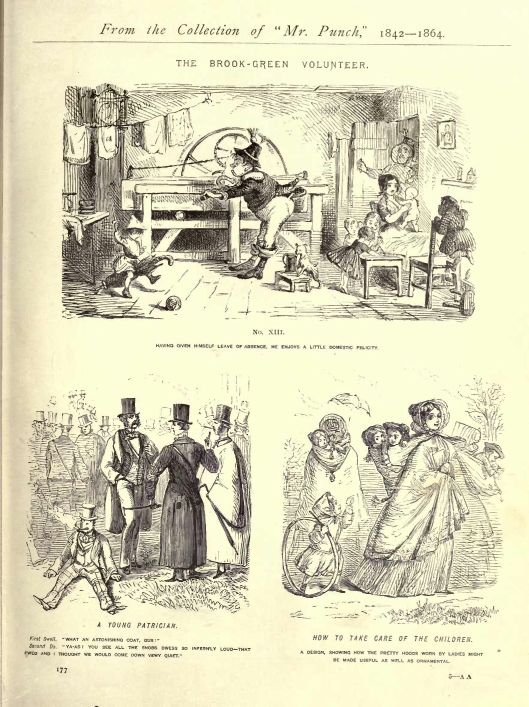 From the Collection of "Mr. Punch," 1842—1864.
THE BROOK-GREEN VOLUNTEER.
No. XIII.
HAVING GIVEN HIMSELF LEAVE OF ABSENCE, HE ENJOYS A LITTLE DOMESTIC FELICITY.
A YOUNG PATRICIAN.
First Swell. "WHAT AN ASTONISHING COAT, GUS!"
Second Do. "YA-AS! YOU SEE ALL THE SNOBS DWESS SO INFERNLY LOUD—THAT
FWED AND I THOUGHT WE WOULD COME DOWN VEWY QUIET."
177
HOW TO TAKE CARE OF THE CHILDREN.
A DESIGN, SHOWING HOW THE PRETTY HOODS WORN BY LADIES MIGHT
BE MADE USEFUL AS WELL AS ORNAMENTAL.
5—A A